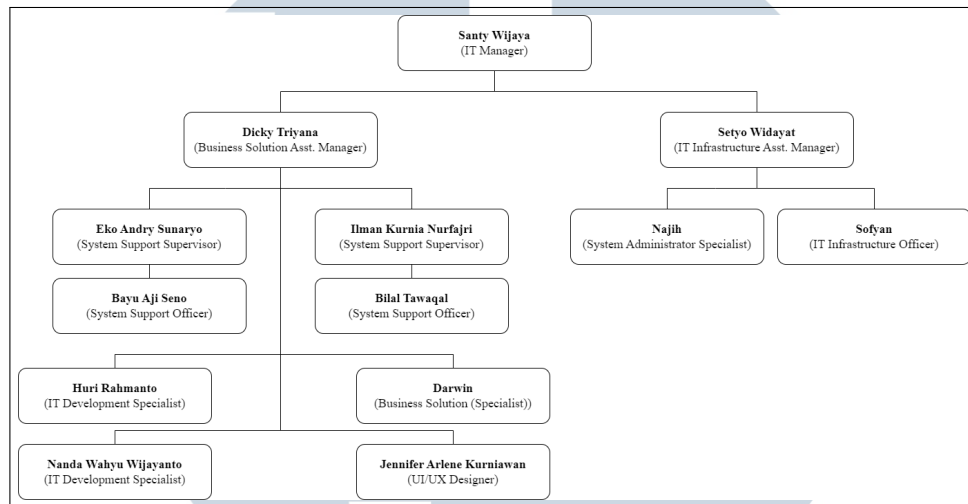 Santy Wijaya
(IT Manager)
Dicky Triyana
(Business Solution Asst. Manager)
Setyo Widayat
(IT Infrastructure Asst. Manager)
Eko Andry Sunaryo
(System Support Supervisor)
Ilman Kurnia Nurfajri
(System Support Supervisor)
Najih
(System Administrator Specialist)
Sofyan
(IT Infrastructure Officer)
Bayu Aji Seno
(System Support Officer)
Bilal Tawaqal
(System Support Officer)
Huri Rahmanto
(IT Development Specialist)
Darwin
(Business Solution (Specialist))
Nanda Wahyu Wijayanto
(IT Development Specialist)
Jennifer Arlene Kurniawan
(UI/UX Designer)